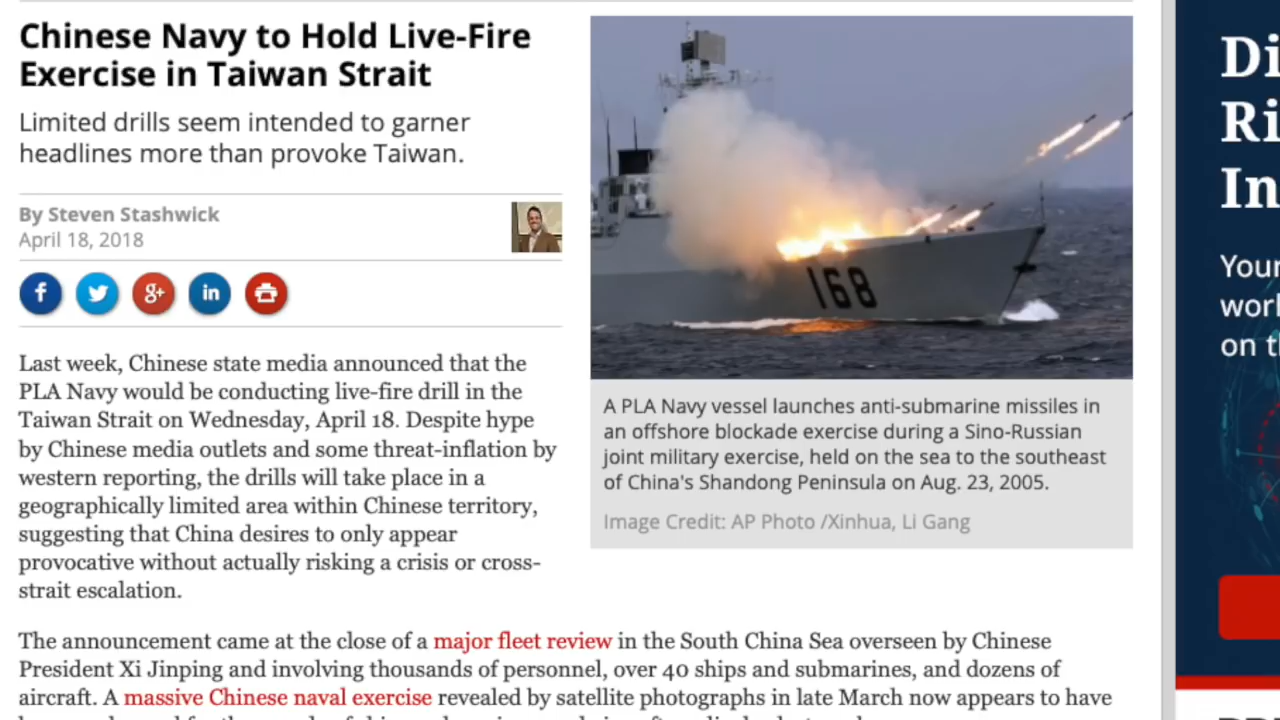 Chinese Navy to Hold Live-Fire
Exercise in Taiwan Strait
Limited drills seem intended to garner
headlines more than provoke Taiwan.
By Steven Stashwick
April 18, 2018
f
g+
in
Last week, Chinese state media announced that the
PLA Navy would be conducting live-fire drill in the
Taiwan Strait on Wednesday, April 18. Despite hype
by Chinese media outlets and some threat-inflation by
western reporting, the drills will take place in a
geographically limited area within Chinese territory,
suggesting that China desires to only appear
provocative without actually risking a crisis or cross-
strait escalation.
168
A PLA Navy vessel launches anti-submarine missiles in
an offshore blockade exercise during a Sino-Russian
joint military exercise, held on the sea to the southeast
of China's Shandong Peninsula on Aug. 23, 2005.
Image Credit: AP Photo /Xinhua, Li Gang
The announcement came at the close of a major fleet review in the South China Sea overseen by Chinese
President Xi Jinping and involving thousands of personnel, over 40 ships and submarines, and dozens of
aircraft. A massive Chinese naval exercise revealed by satellite photographs in late March now appears to have
Di
Ri
In
Your
on t